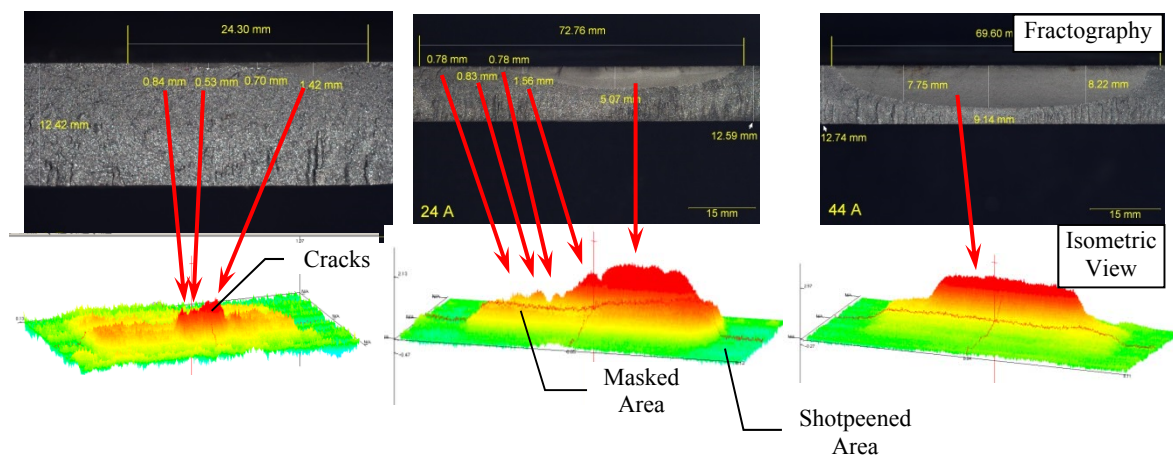 24.30 mm
0.84 mm
0.53 mm
0.70 mm
1.42 mm
12.42 mm
72.76 mm
0.78 mm
0.78 mm
0.83 mm
1.56 mm
5.07 mm
12.59 mm
24 A
15 mm
69.60 mm
Fractography
7.75 mm
8.22 mm
9.14 mm
12.74 mm
44 A
15 mm
Isometric
View
Cracks
Masked
Area
Shotpeened
Area